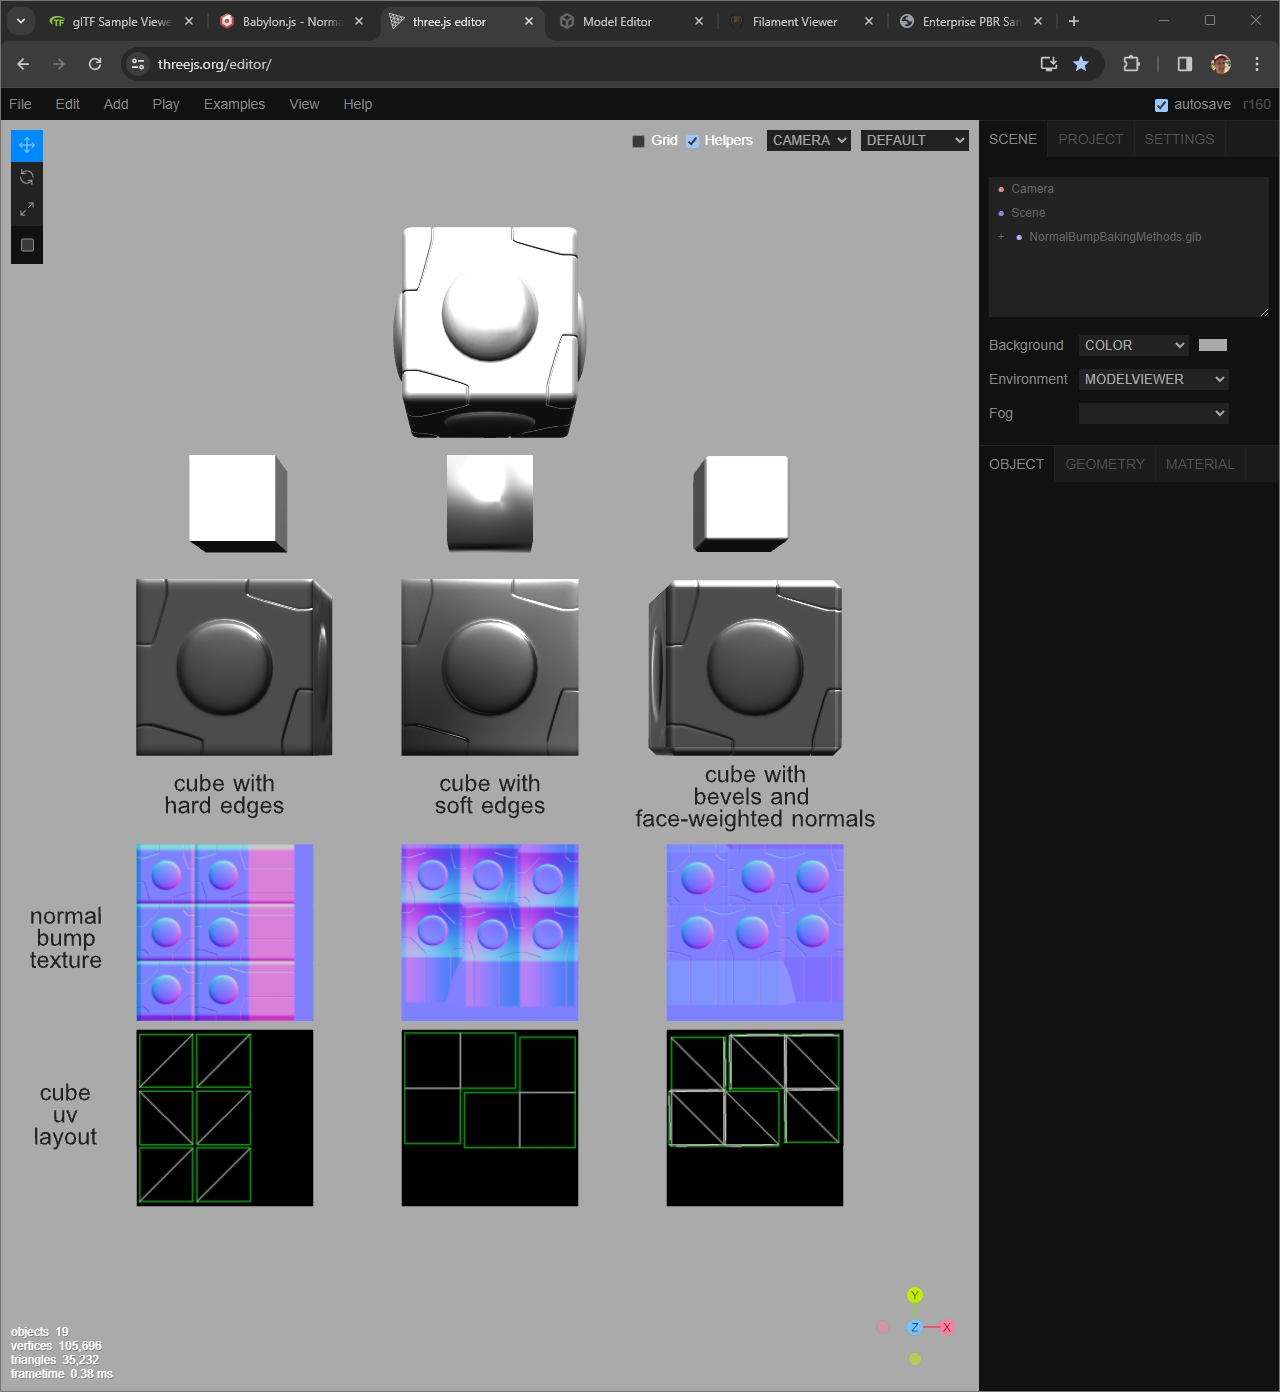 glTF Sample Viewe
Babylon.js - Norma
three.js editor
Model Editor
Filament Viewer
Enterprise PBR San
threejs.org/editor/
File Edit Add Play Examples View Help
autosave r160
Grid Helpers CAMERA DEFAULT
SCENE PROJECT SETTINGS
Camera
Scene
+ NormalBumpBakingMethods.glb
Background COLOR
Environment MODELVIEWER
Fog
OBJECT GEOMETRY MATERIAL
cube with
hard edges
cube with
soft edges
cube with
bevels and
face-weighted normals
normal
bump
texture
cube
uv
layout
Y
Z
X
objects 19
vertices 105,696
triangles 35,232
frametime 0.38 ms